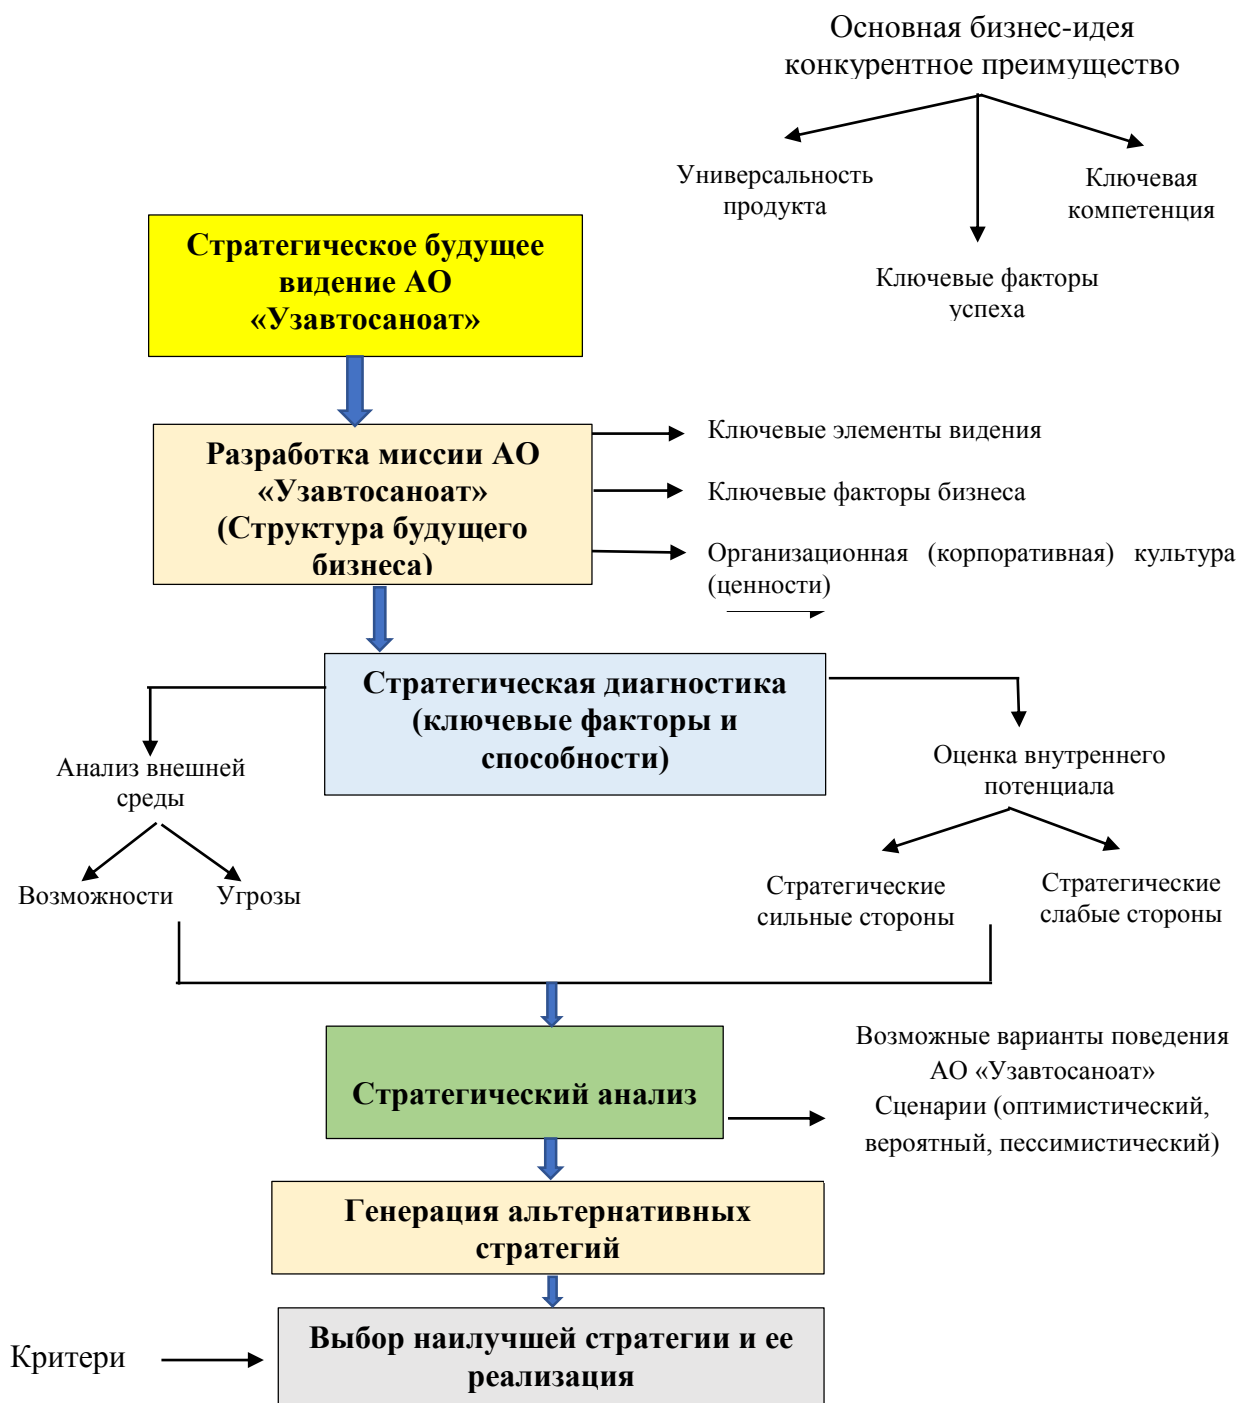 Основная бизнес-идея
конкурентное преимущество
Универсальность
продукта
Ключевая
компетенция
Ключевые факторы
успеха
Стратегическое будущее
видение АО
«Узавтосаноат»
Разработка миссии АО
«Узавтосаноат»
(Структура будущего
бизнеса)
Ключевые элементы видения
Ключевые факторы бизнеса
Организационная (корпоративная) культура
(ценности)
Стратегическая диагностика
(ключевые факторы и
способности)
Анализ внешней
среды
Возможности
Угрозы
Оценка внутреннего
потенциала
Стратегические
сильные стороны
Стратегические
слабые стороны
Стратегический анализ
Возможные варианты поведения
АО «Узавтосаноат»
Сценарии (оптимистический,
вероятный, пессимистический)
Генерация альтернативных
стратегий
Критери
Выбор наилучшей стратегии и ее
реализация